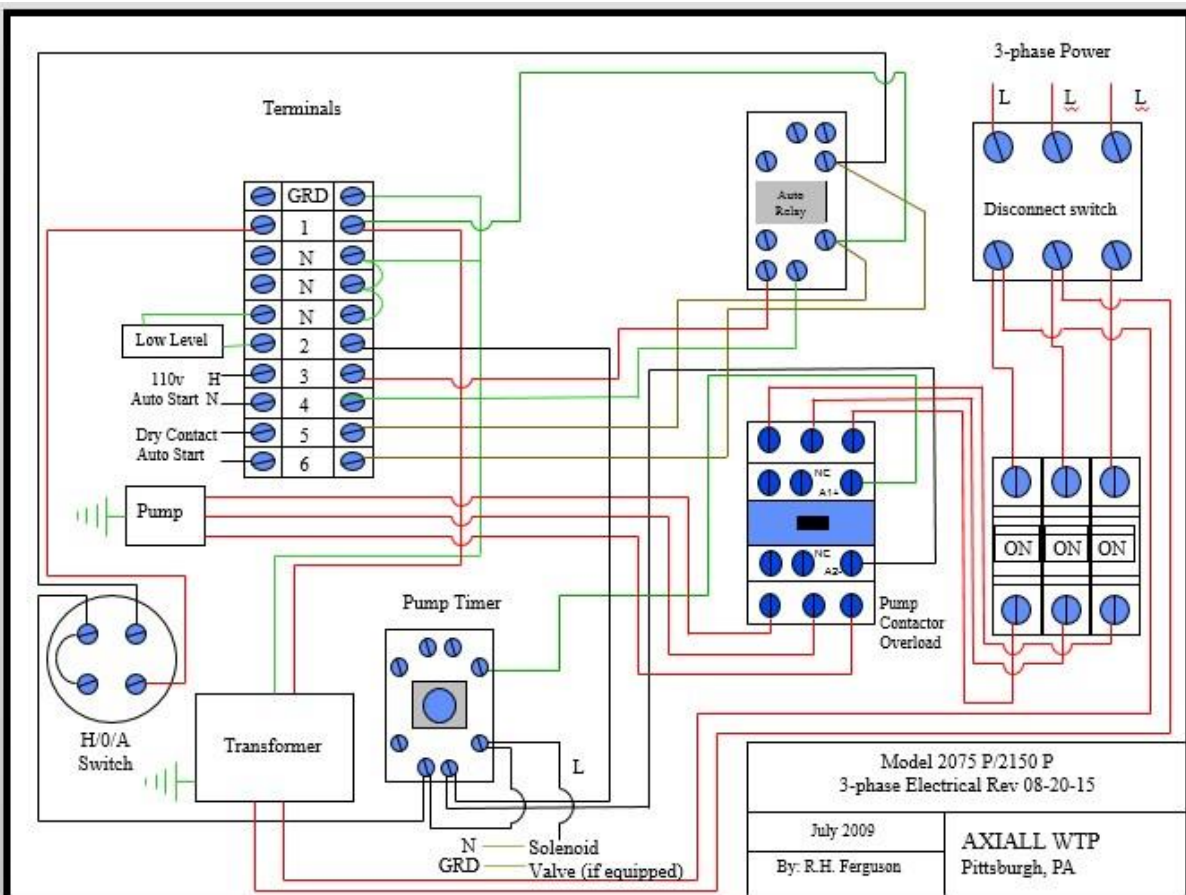 3-phase Power
L
L
L
Terminals
Auto
Relay
Disconnect switch
GRD
1
N
N
N
2
3
4
5
6
Low Level
110v H
Auto Start N
Dry Contact
Auto Start
Pump
NC
A1+
NC
A2-
Pump
Contactor
Overload
ON
ON
ON
Pump Timer
H/0/A
Switch
Transformer
L
N
GRD
Solenoid
Valve (if equipped)
Model 2075 P/2150 P
3-phase Electrical Rev 08-20-15
July 2009
By: R.H. Ferguson
AXIALL WTP
Pittsburgh, PA